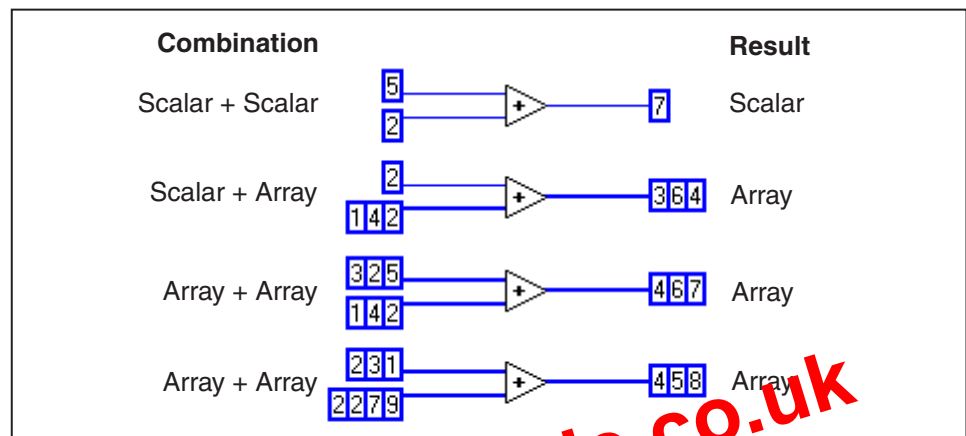 Combination Result
5
Scalar + Scalar + 7 Scalar
2
2
Scalar + Array + 3 6 4 Array
1 4 2
3 2 5
Array + Array + 4 6 7 Array
1 4 2
2 3 1
Array + Array + 4 5 8 Array
2 2 7 9
co.uk